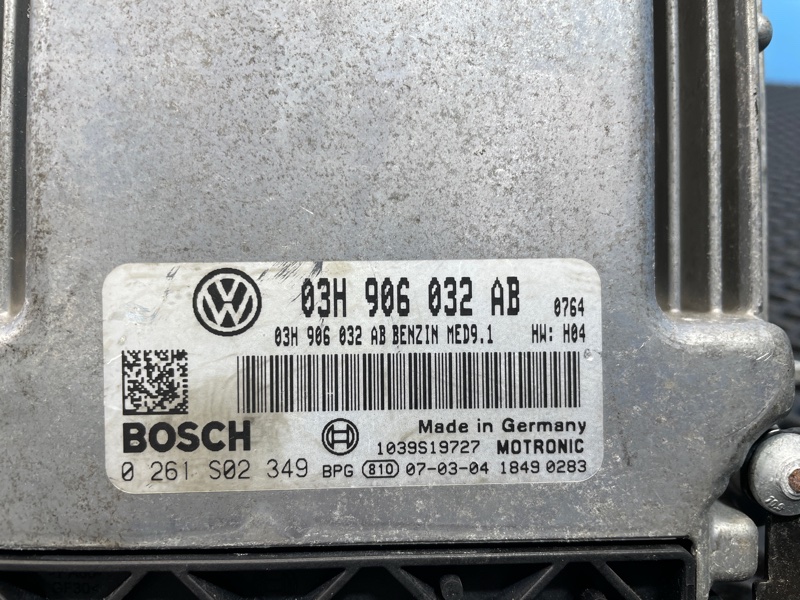 03H 906 032 AB 0764
03H 906 032 AB BENZIN MED9.1 HW: H04
Made in Germany
BOSCH 1039S19727 MOTRONIC
0 261 S02 349 BPG 810 07-03-04 1849 0283